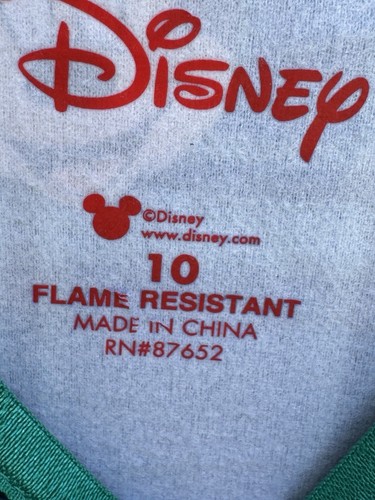 Disney
©Disney
www.disney.com
10
FLAME RESISTANT
MADE IN CHINA
RN#87652